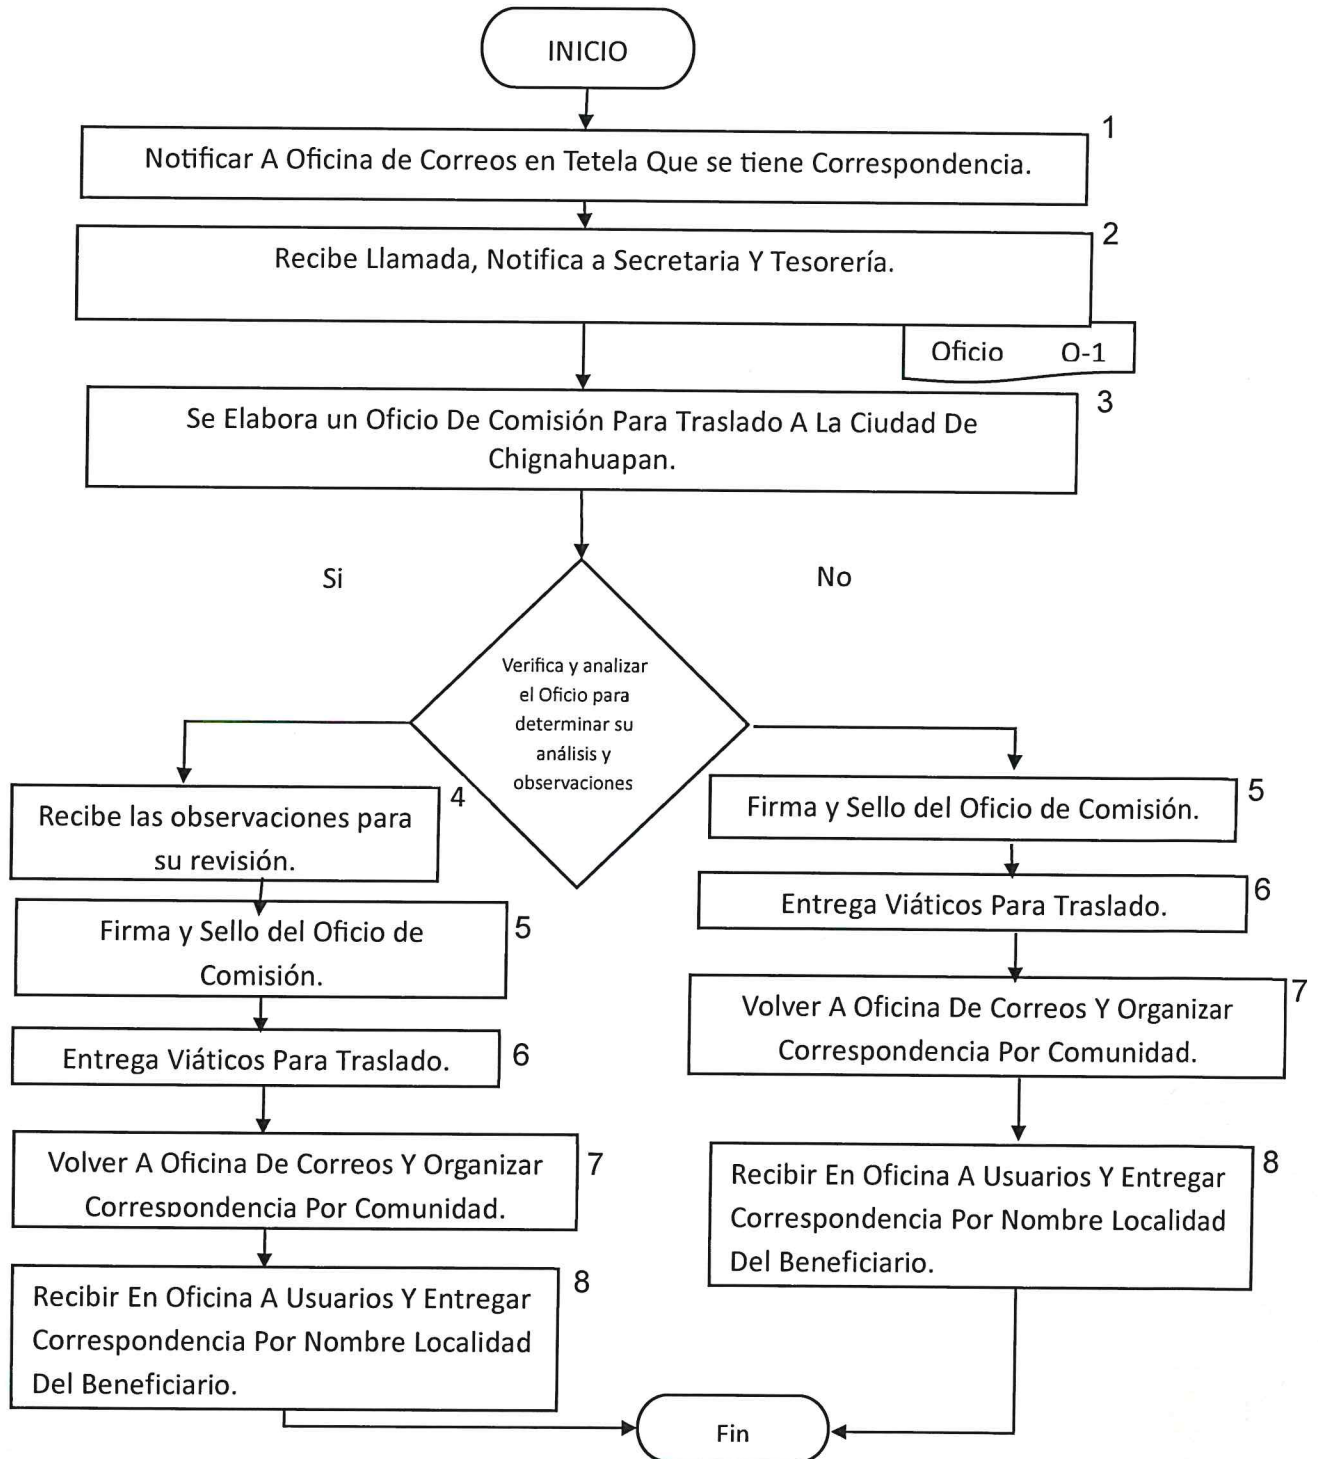 INICIO
1
Notificar A Oficina de Correos en Tetela Que se tiene Correspondencia.
2
Recibe Llamada, Notifica a Secretaria Y Tesorería.
Oficio O-1
3
Se Elabora un Oficio De Comisión Para Traslado A La Ciudad De
Chignahuapan.
Si
No
Verifica y analizar
el Oficio para
determinar su
análisis y
observaciones
4
Recibe las observaciones para
su revisión.
5
Firma y Sello del Oficio de
Comisión.
6
Entrega Viáticos Para Traslado.
7
Volver A Oficina De Correos Y Organizar
Correspondencia Por Comunidad.
8
Recibir En Oficina A Usuarios Y Entregar
Correspondencia Por Nombre Localidad
Del Beneficiario.
5
Firma y Sello del Oficio de Comisión.
6
Entrega Viáticos Para Traslado.
7
Volver A Oficina De Correos Y Organizar
Correspondencia Por Comunidad.
8
Recibir En Oficina A Usuarios Y Entregar
Correspondencia Por Nombre Localidad
Del Beneficiario.
Fin